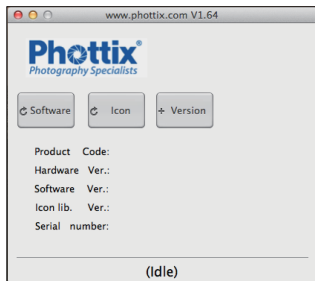 www.phottix.com V1.64
Phottix®
Photography Specialists
Software Icon Version
Product Code:
Hardware Ver.:
Software Ver.:
Icon lib. Ver.:
Serial number:
(Idle)